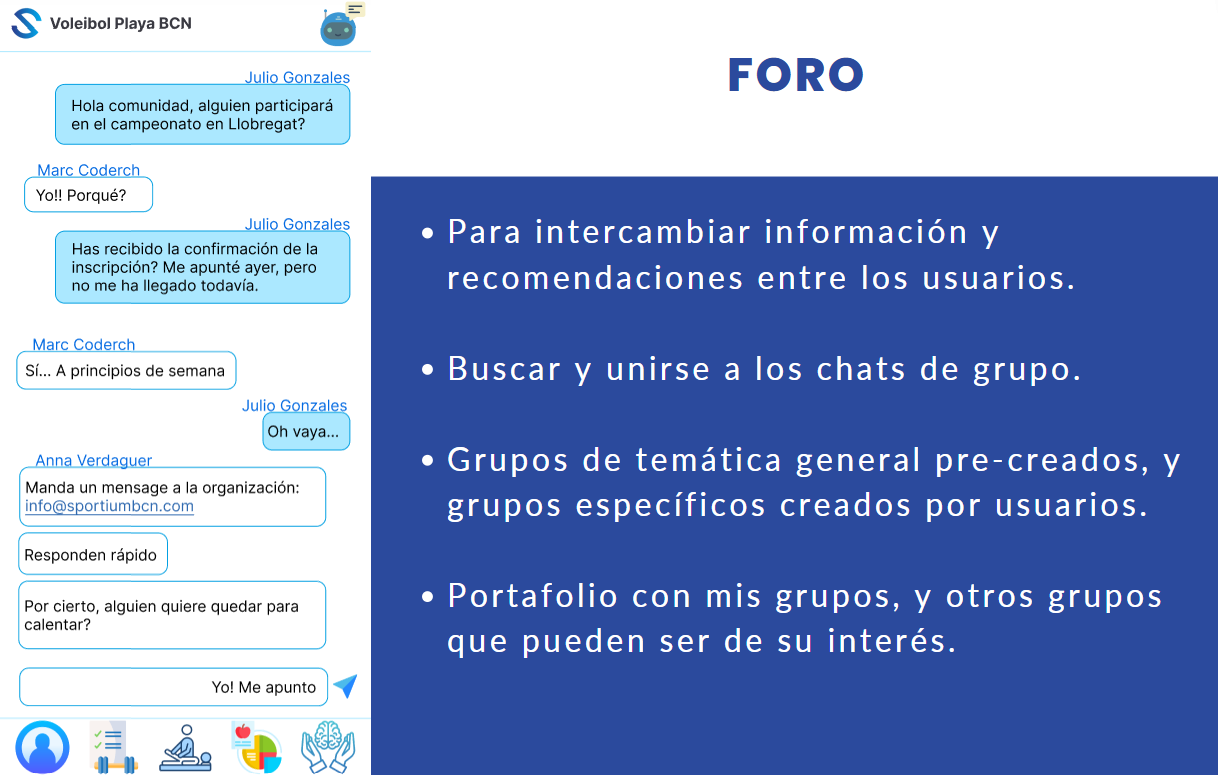 Voleibol Playa BCN
Julio Gonzales
Hola comunidad, alguien participará
en el campeonato en Llobregat?
Marc Coderch
Yo!! Porqué?
Julio Gonzales
Has recibido la confirmación de la
inscripción? Me apunté ayer, pero
no me ha llegado todavía.
Marc Coderch
Sí... A principios de semana
Julio Gonzales
Oh vaya...
Anna Verdaguer
Manda un mensage a la organización:
info@sportiumbcn.com
Responden rápido
Por cierto, alguien quiere quedar para
calentar?
Yo! Me apunto
FORO
• Para intercambiar información y
recomendaciones entre los usuarios.
• Buscar y unirse a los chats de grupo.
• Grupos de temática general pre-creados, y
grupos específicos creados por usuarios.
• Portafolio con mis grupos, y otros grupos
que pueden ser de su interés.